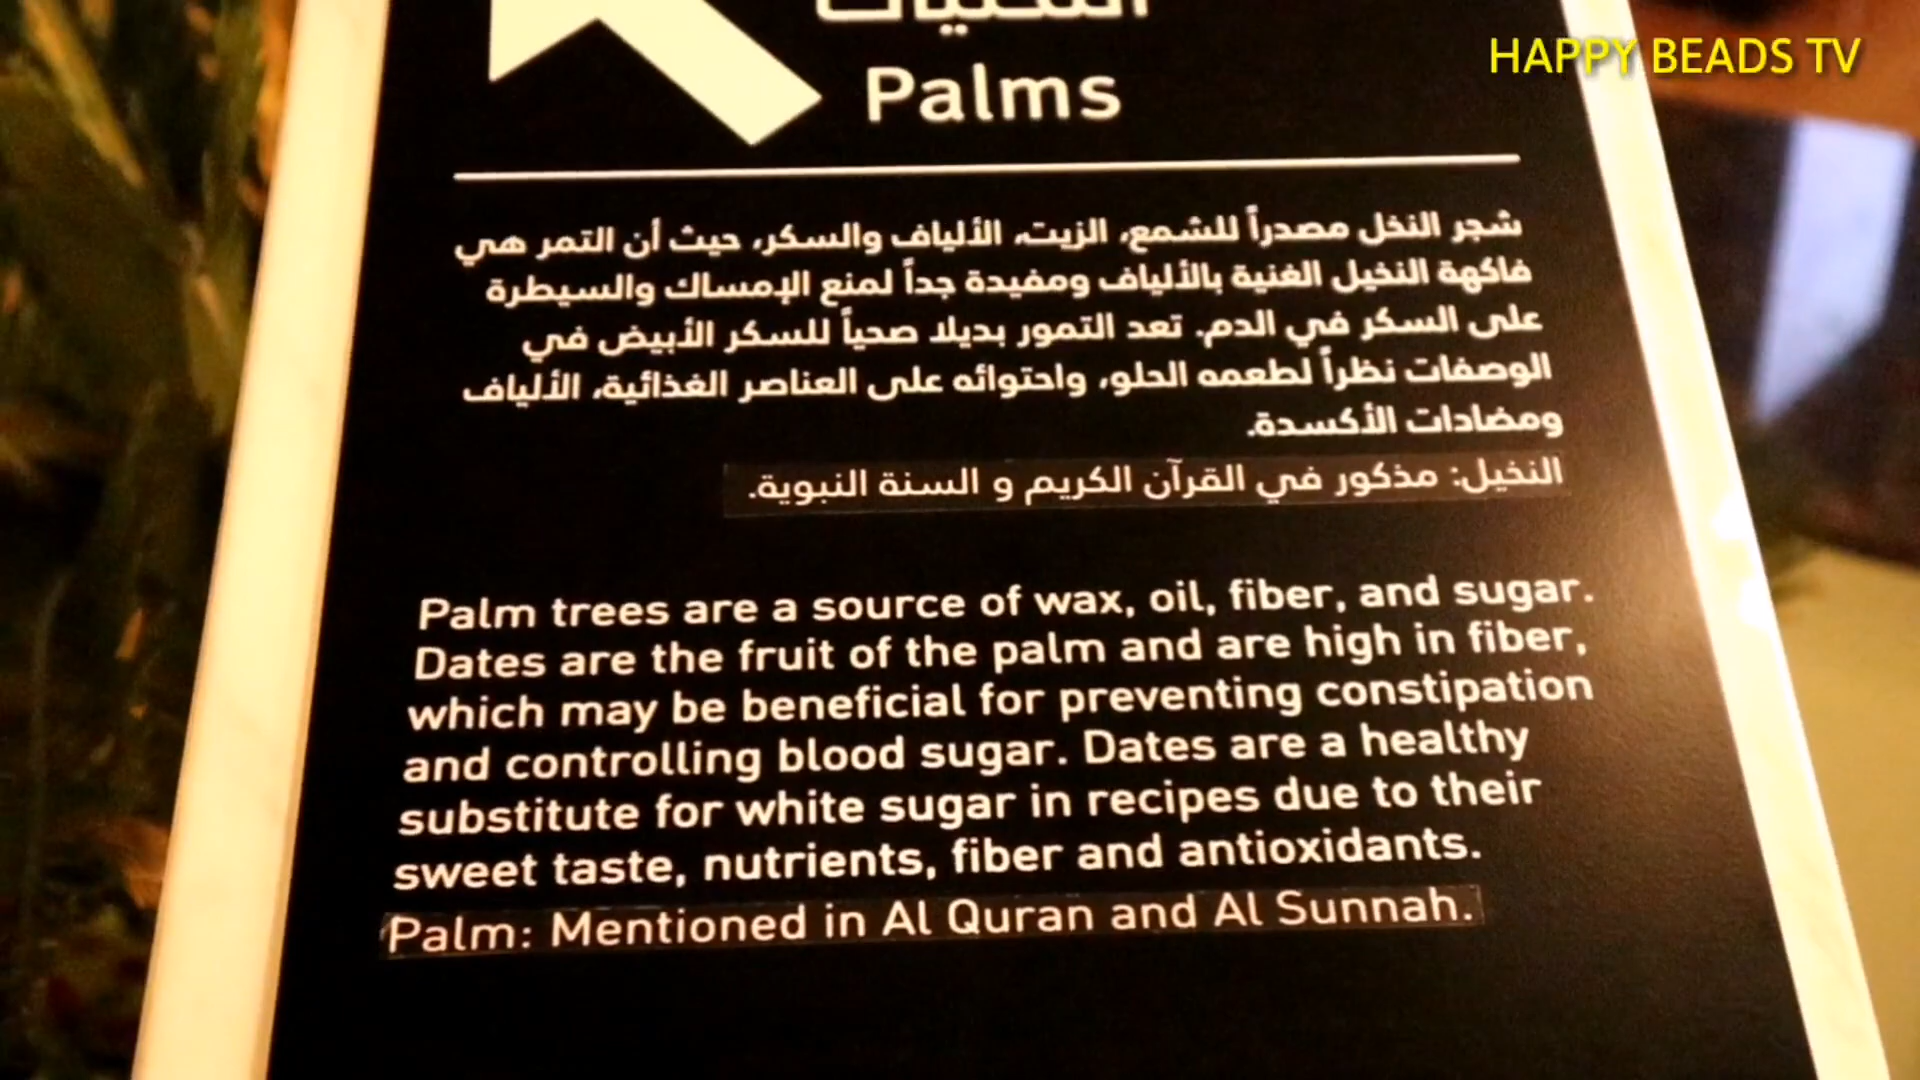 HAPPY BEADS TV
Palms
شجر النخل مصدراً للشمع، الزيت، الألياف والسكر، حيث أن التمر هي
فاكهة النخيل الغنية بالألياف ومفيدة جداً لمنع الإمساك والسيطرة
على السكر في الدم. تعد التمور بديلا صحياً للسكر الأبيض في
الوصفات نظراً لطعمه الحلو، واحتوائه على العناصر الغذائية، الألياف
ومضادات الأكسدة.
النخيل: مذكور في القرآن الكريم و السنة النبوية.
Palm trees are a source of wax, oil, fiber, and sugar.
Dates are the fruit of the palm and are high in fiber,
which may be beneficial for preventing constipation
and controlling blood sugar. Dates are a healthy
substitute for white sugar in recipes due to their
sweet taste, nutrients, fiber and antioxidants.
Palm: Mentioned in Al Quran and Al Sunnah.